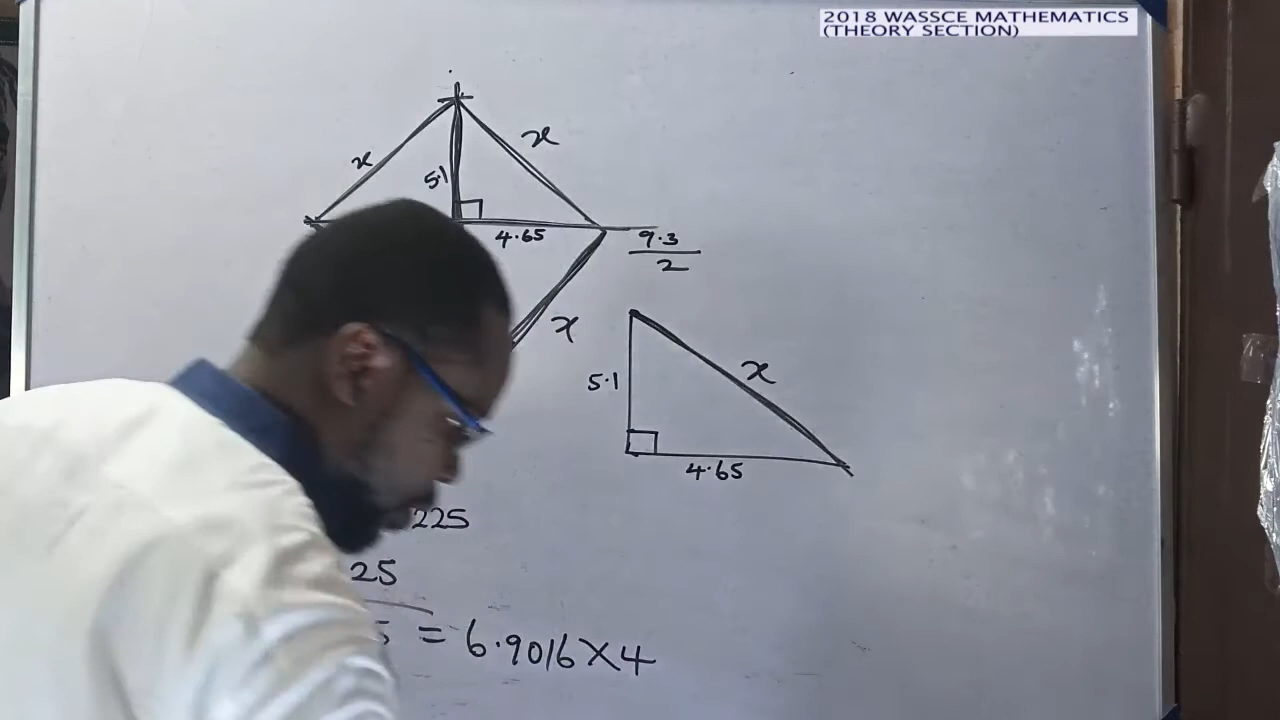 2018 WASSCE MATHEMATICS
(THEORY SECTION)
x
x
5.1
4.65
9.3
2
x
5.1
x
4.65
225
25
5 = 6.9016 × 4